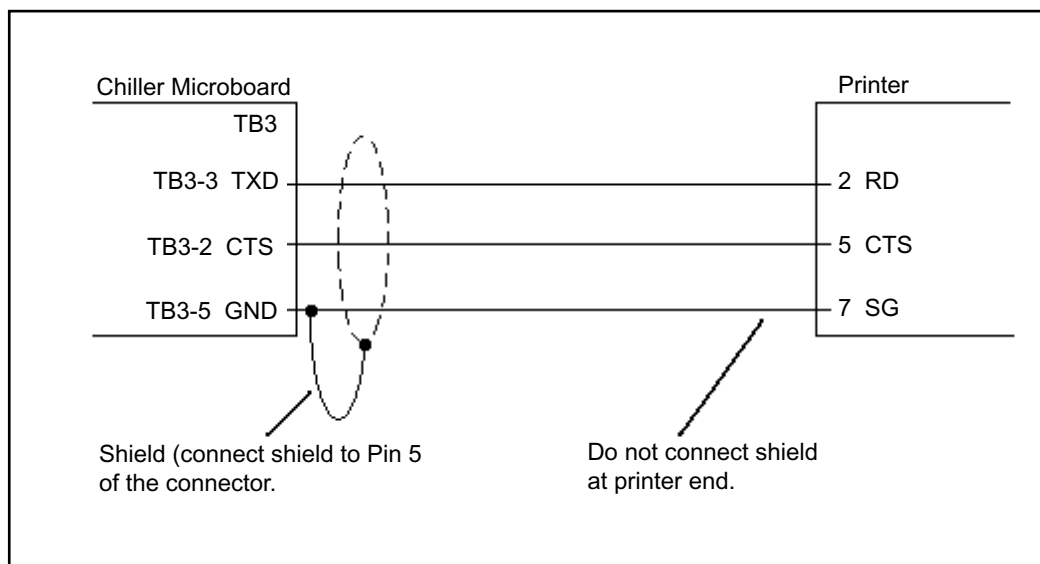 Chiller Microboard
Printer
TB3
TB3-3 TXD
2 RD
TB3-2 CTS
5 CTS
TB3-5 GND
7 SG
Shield (connect shield to Pin 5
of the connector.
Do not connect shield
at printer end.